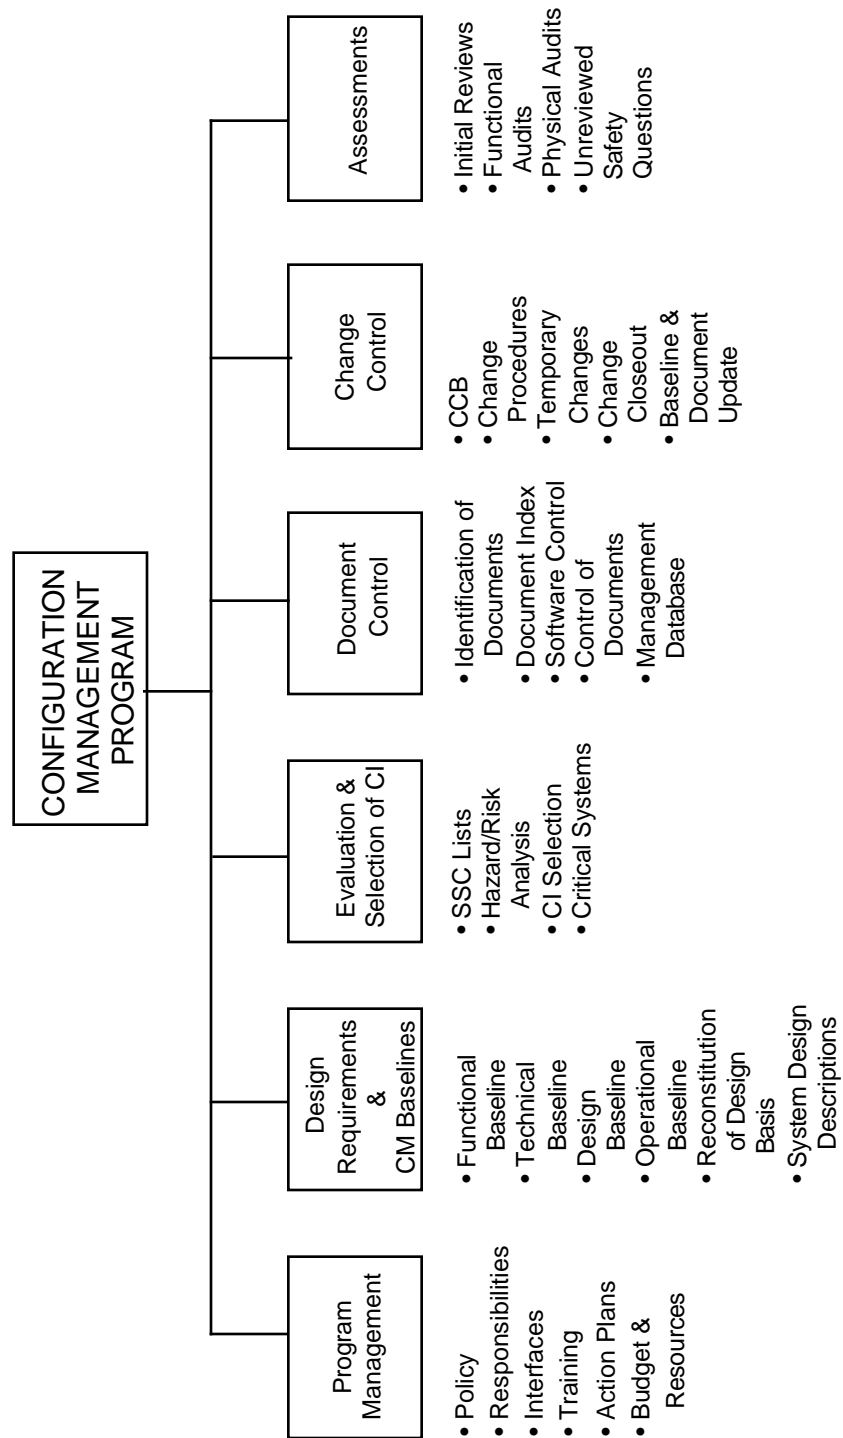 CONFIGURATION
MANAGEMENT
PROGRAM
Program
Management
• Policy
• Responsibilities
• Interfaces
• Training
• Action Plans
• Budget &
Resources
Design
Requirements
&
CM Baselines
• Functional
Baseline
• Technical
Baseline
• Design
Baseline
• Operational
Baseline
• Reconstitution
of Design
Basis
• System Design
Descriptions
Evaluation &
Selection of CI
• SSC Lists
• Hazard/Risk
Analysis
• CI Selection
• Critical Systems
Document
Control
• Identification of
Documents
• Document Index
• Software Control
• Control of
Documents
• Management
Database
Change
Control
• CCB
• Change
Procedures
• Temporary
Changes
• Change
Closeout
• Baseline &
Document
Update
Assessments
• Initial Reviews
• Functional
Audits
• Physical Audits
• Unreviewed
Safety
Questions